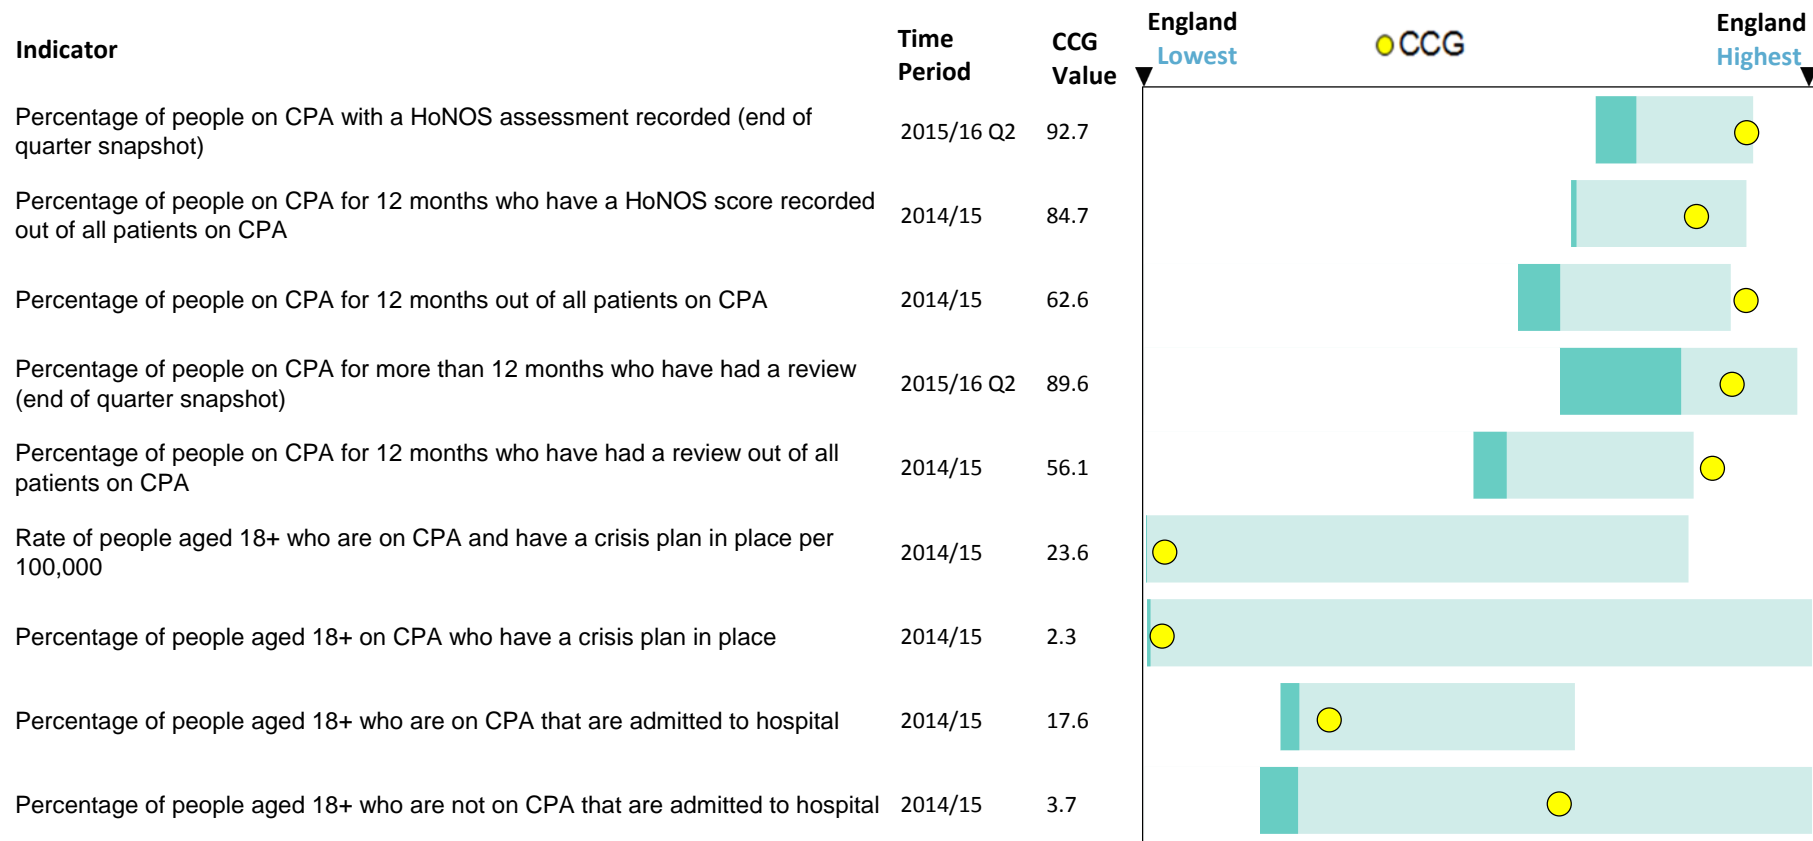 Indicator
Time Period
CCG Value
England Lowest
CCG
England Highest
Percentage of people on CPA with a HoNOS assessment recorded (end of
quarter snapshot)
2015/16 Q2
92.7
Percentage of people on CPA for 12 months who have a HoNOS score recorded
out of all patients on CPA
2014/15
84.7
Percentage of people on CPA for 12 months out of all patients on CPA
2014/15
62.6
Percentage of people on CPA for more than 12 months who have had a review
(end of quarter snapshot)
2015/16 Q2
89.6
Percentage of people on CPA for 12 months who have had a review out of all
patients on CPA
2014/15
56.1
Rate of people aged 18+ who are on CPA and have a crisis plan in place per
100,000
2014/15
23.6
Percentage of people aged 18+ on CPA who have a crisis plan in place
2014/15
2.3
Percentage of people aged 18+ who are on CPA that are admitted to hospital
2014/15
17.6
Percentage of people aged 18+ who are not on CPA that are admitted to hospital
2014/15
3.7